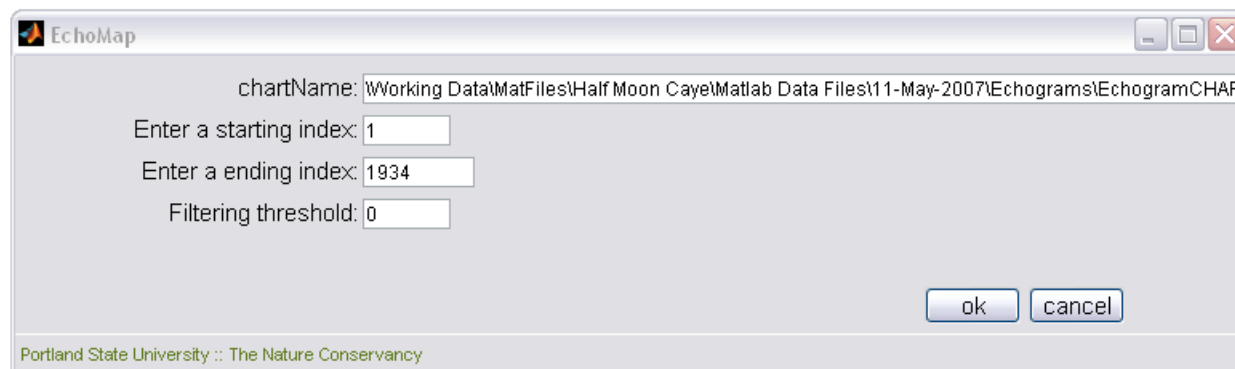 EchoMap
chartName: \Working Data\MatFiles\Half Moon Caye\Matlab Data Files\11-May-2007\Echograms\EchogramCHAR
Enter a starting index: 1
Enter a ending index: 1934
Filtering threshold: 0
ok cancel
Portland State University :: The Nature Conservancy